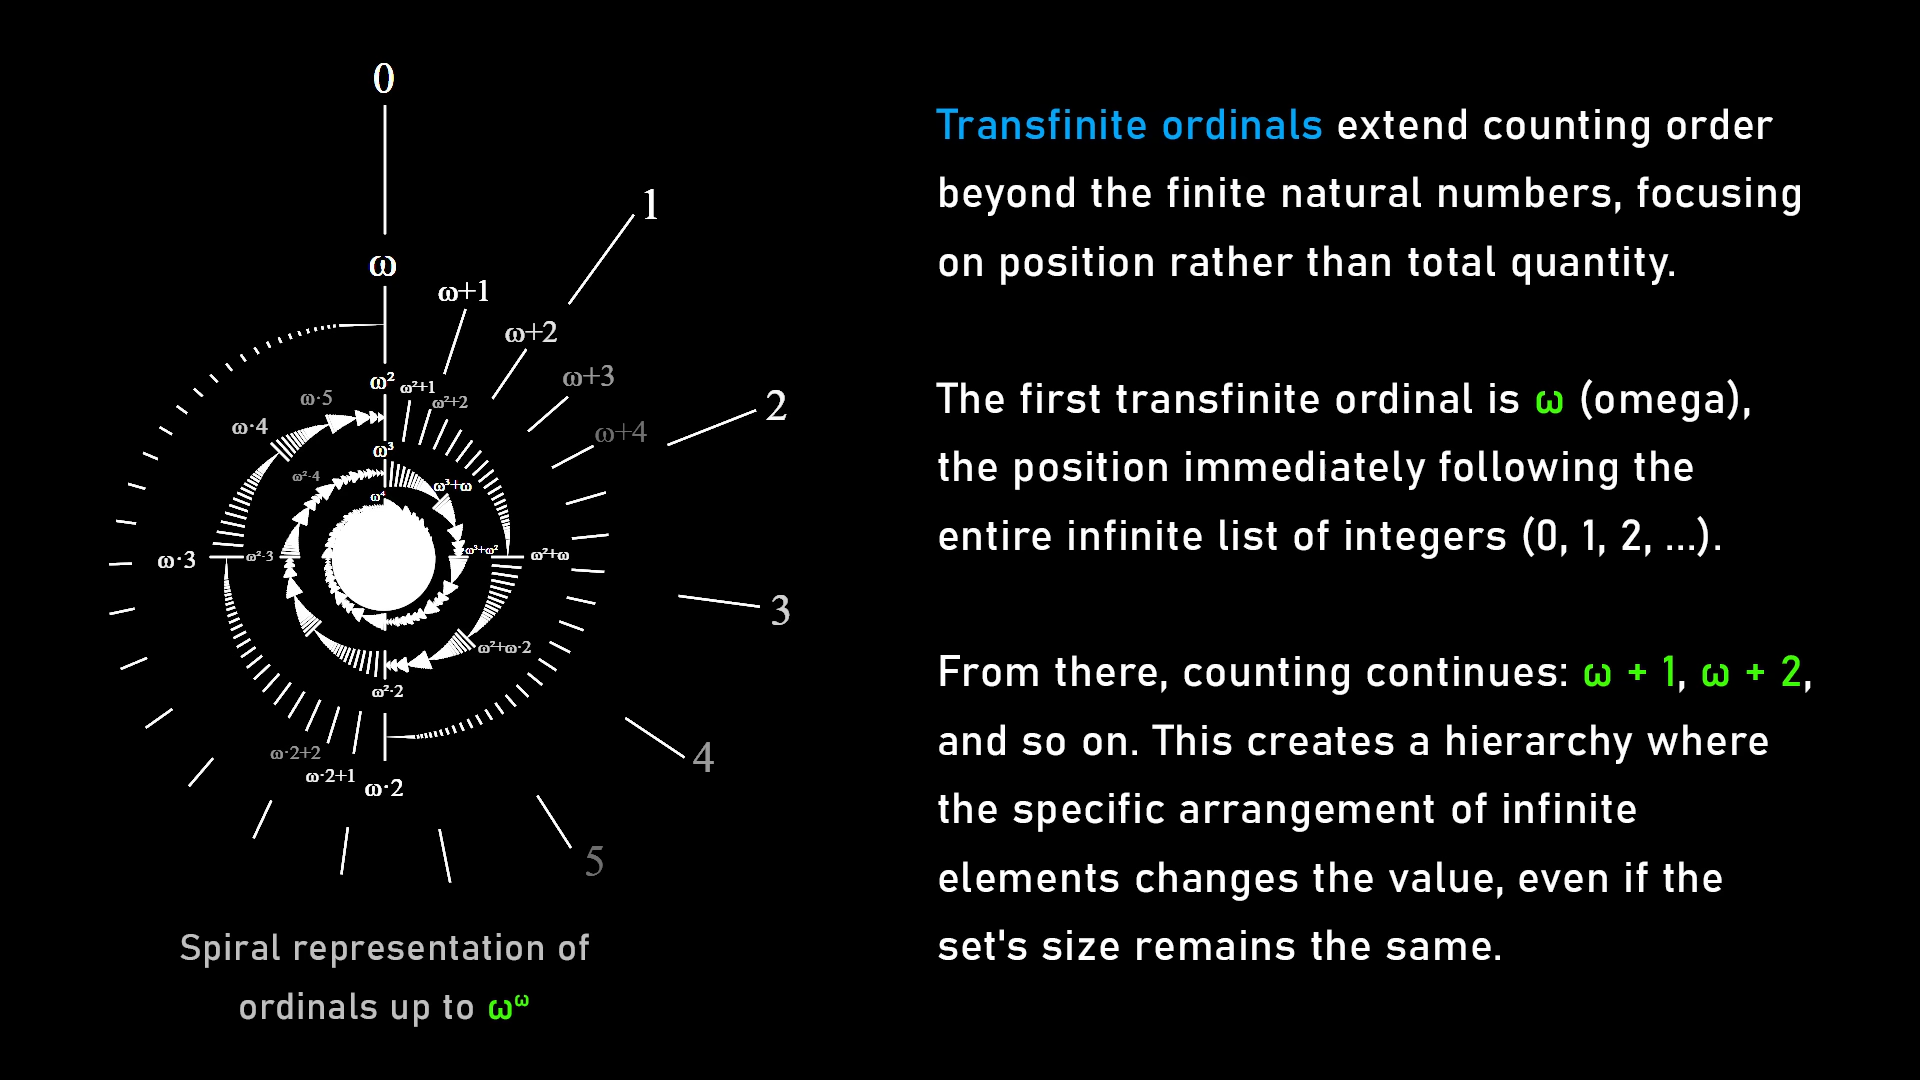 0
1
ω
ω+1
ω+2
ω+3
ω²
ω²+1
ω²+2
ω·5
2
ω·4
ω+4
ω³
ω²·4
ω³+ω
ω⁴
ω·3
ω²·3
ω³+ω²
ω²+ω
3
ω²+ω·2
ω²·2
ω·2+2
ω·2+1
ω·2
4
5
Spiral representation of
ordinals up to ω^ω
Transfinite ordinals extend counting order
beyond the finite natural numbers, focusing
on position rather than total quantity.
The first transfinite ordinal is ω (omega),
the position immediately following the
entire infinite list of integers (0, 1, 2, ...).
From there, counting continues: ω + 1, ω + 2,
and so on. This creates a hierarchy where
the specific arrangement of infinite
elements changes the value, even if the
set's size remains the same.